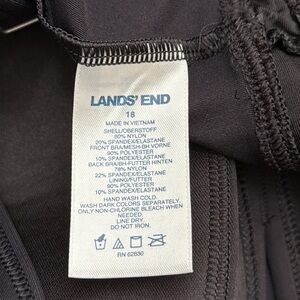 LANDS' END
18
MADE IN VIETNAM
SHELL/OBERSTOFF
80% NYLON
20% SPANDEX/ELASTANE
FRONT BRA/MESH-BH VORNE
90% POLYESTER
10% SPANDEX/ELASTANE
BACK BRA/BH-FUTTER HINTEN
78% NYLON
22% SPANDEX/ELASTANE
LINING/FUTTER
90% POLYESTER
10% SPANDEX/ELASTANE
HAND WASH COLD.
WASH DARK COLORS SEPARATELY.
ONLY NON-CHLORINE BLEACH WHEN
NEEDED.
LINE DRY.
DO NOT IRON.
RN 62830